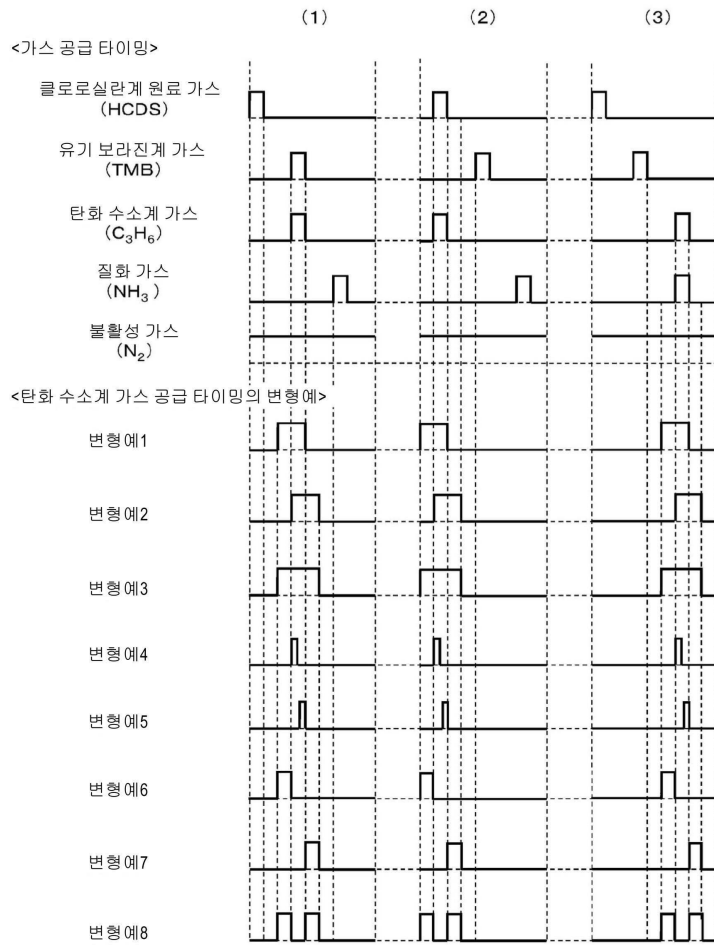 (1) (2) (3)
<가스 공급 타이밍>
클로로실란계 원료 가스
(HCDS)
유기 보라진계 가스
(TMB)
탄화 수소계 가스
(C₃H₆)
질화 가스
(NH₃)
불활성 가스
(N₂)
<탄화 수소계 가스 공급 타이밍의 변형예>
변형예1
변형예2
변형예3
변형예4
변형예5
변형예6
변형예7
변형예8